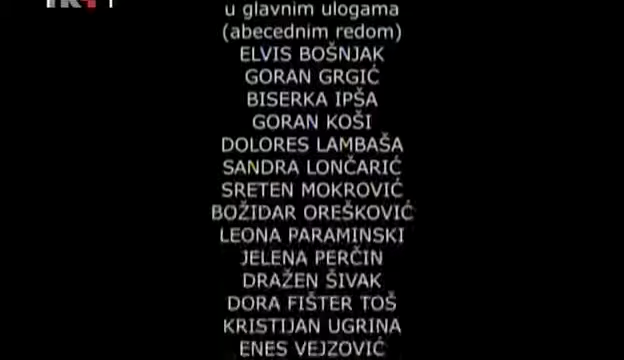 u glavnim ulogama
(abecednim redom)
ELVIS BOŠNJAK
GORAN GRGIĆ
BISERKA IPŠA
GORAN KOŠI
DOLORES LAMBAŠA
SANDRA LONČARIĆ
SRETEN MOKROVIĆ
BOŽIDAR OREŠKOVIĆ
LEONA PARAMINSKI
JELENA PERČIN
DRAŽEN ŠIVAK
DORA FIŠTER TOŠ
KRISTIJAN UGRINA
ENES VEJZOVIĆ